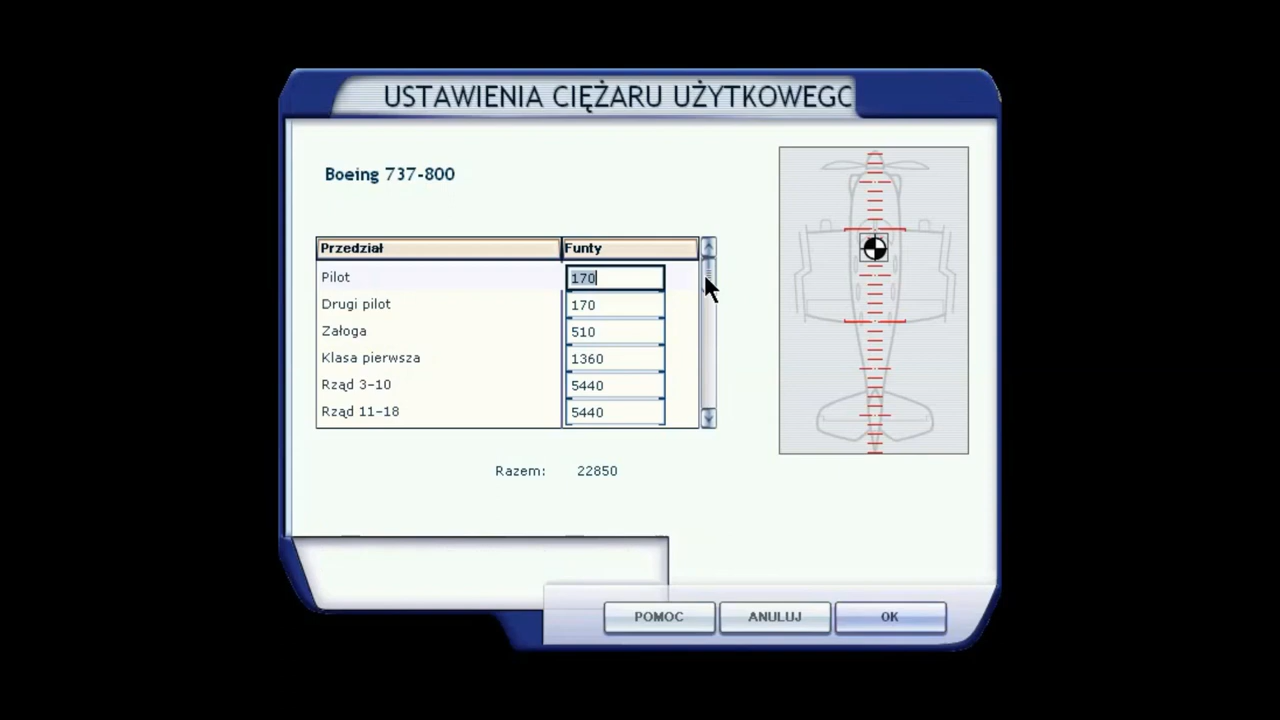 USTAWIENIA CIĘŻARU UŻYTKOWEGC
Boeing 737-800
Przedział Funty
Pilot 170
Drugi pilot 170
Załoga 510
Klasa pierwsza 1360
Rząd 3-10 5440
Rząd 11-18 5440
Razem: 22850
POMOC ANULUJ OK